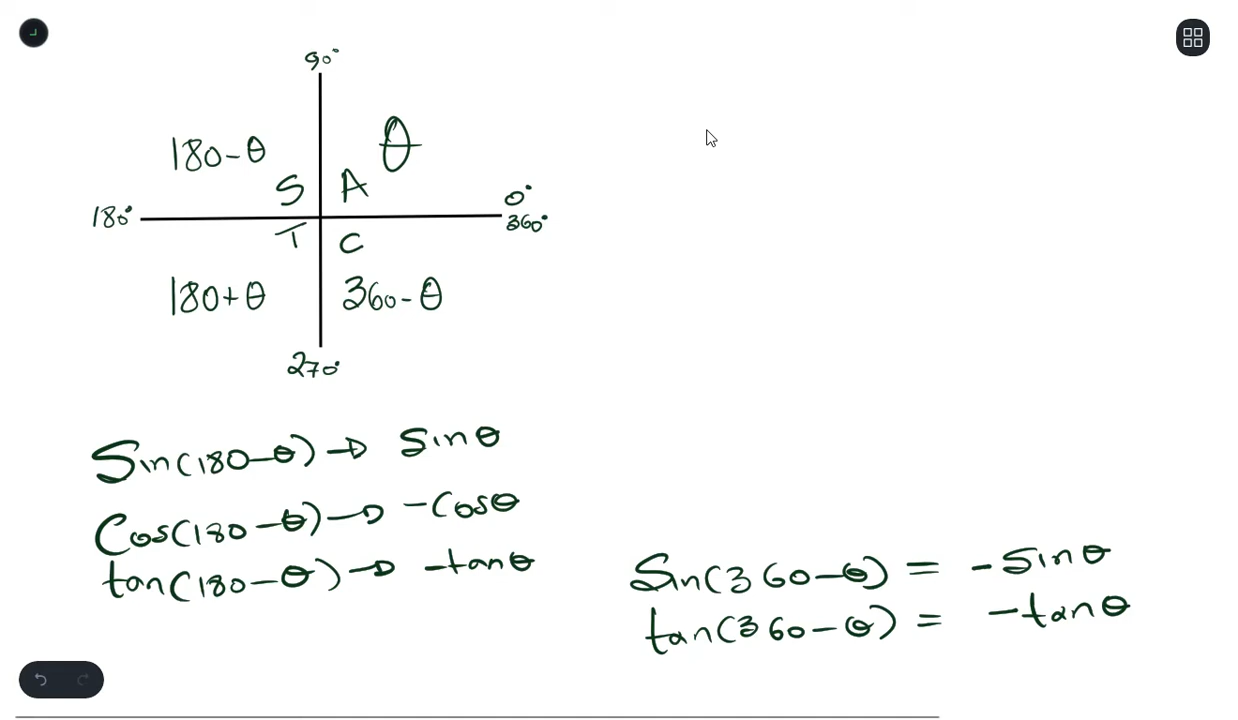 90°
180-θ
θ
S
A
180°
0°
360°
T
C
180+θ
360-θ
270°
Sin(180-θ) → Sinθ
Cos(180-θ) → -Cosθ
tan(180-θ) → -tanθ
Sin(360-θ) = -Sinθ
tan(360-θ) = -tanθ